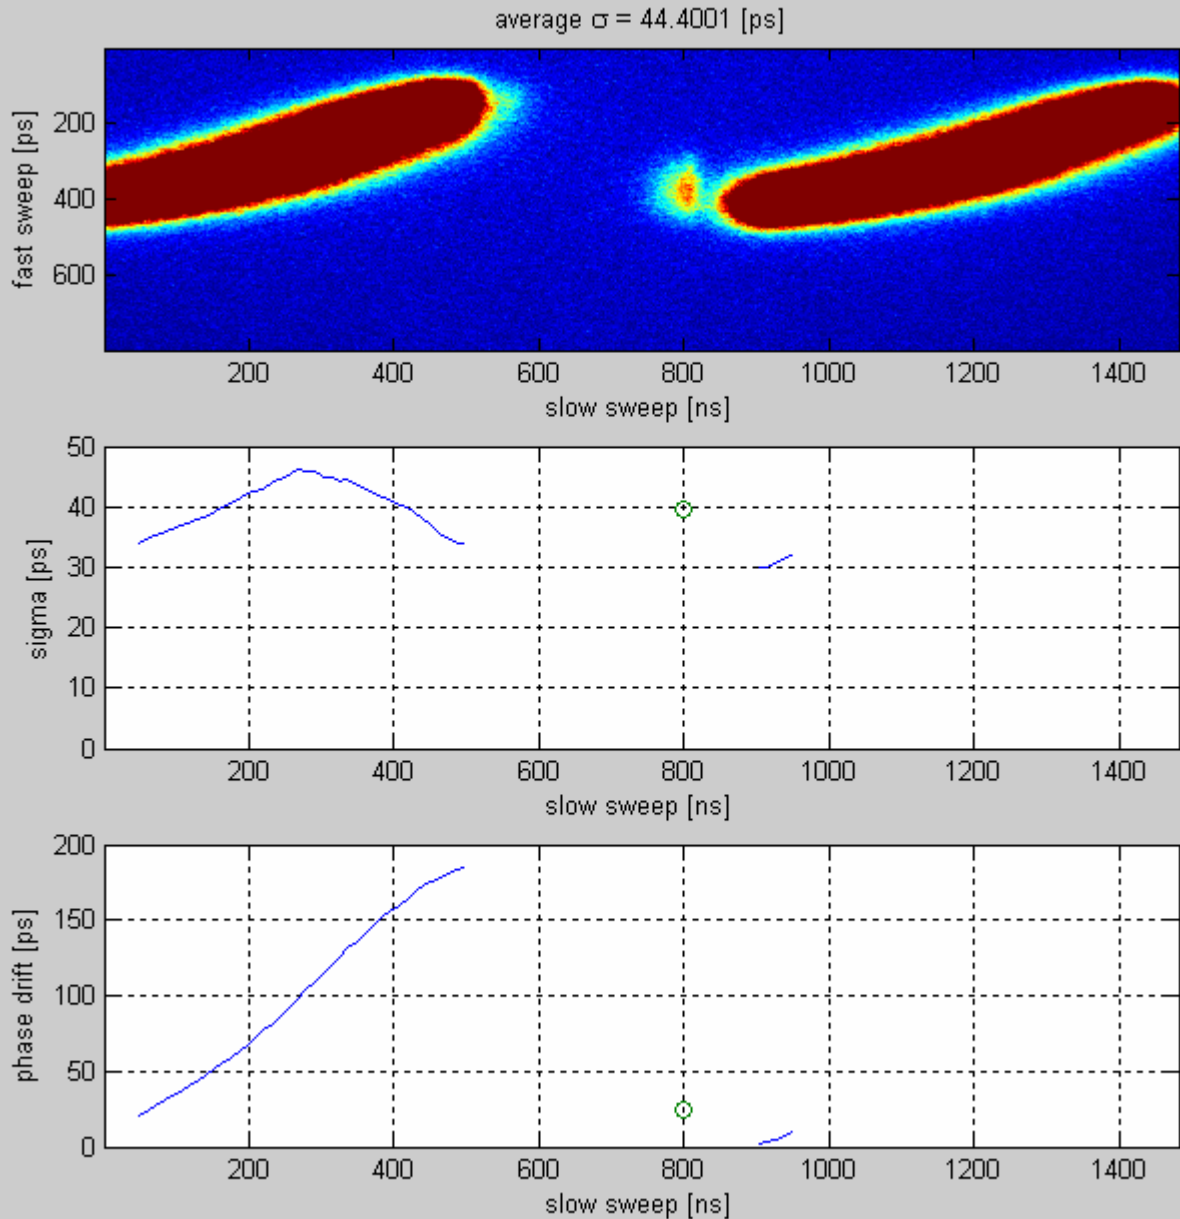 average σ = 44.4001 [ps]
fast sweep [ps]
200
400
600
200 400 600 800 1000 1200 1400
slow sweep [ns]
sigma [ps]
50
40
30
20
10
0
200 400 600 800 1000 1200 1400
slow sweep [ns]
phase drift [ps]
200
150
100
50
0
200 400 600 800 1000 1200 1400
slow sweep [ns]